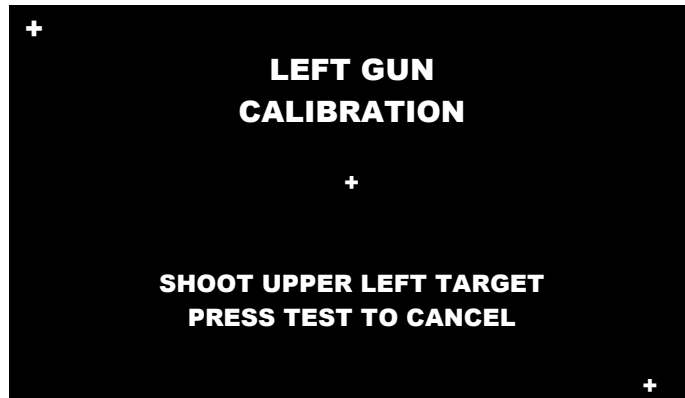 LEFT GUN
CALIBRATION
SHOOT UPPER LEFT TARGET
PRESS TEST TO CANCEL